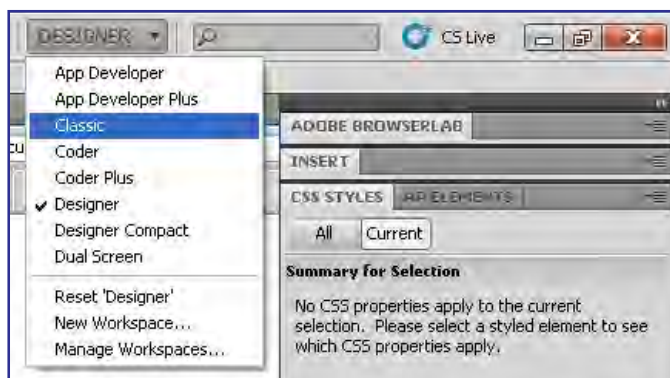 DESIGNER
CS Live
App Developer
App Developer Plus
Classic
Coder
Coder Plus
Designer
Designer Compact
Dual Screen
Reset 'Designer'
New Workspace...
Manage Workspaces...
cu
ADOBE BROWSERLAB
INSERT
CSS STYLES AP ELEMENTS
All Current
Summary for Selection
No CSS properties apply to the current
selection. Please select a styled element to see
which CSS properties apply.